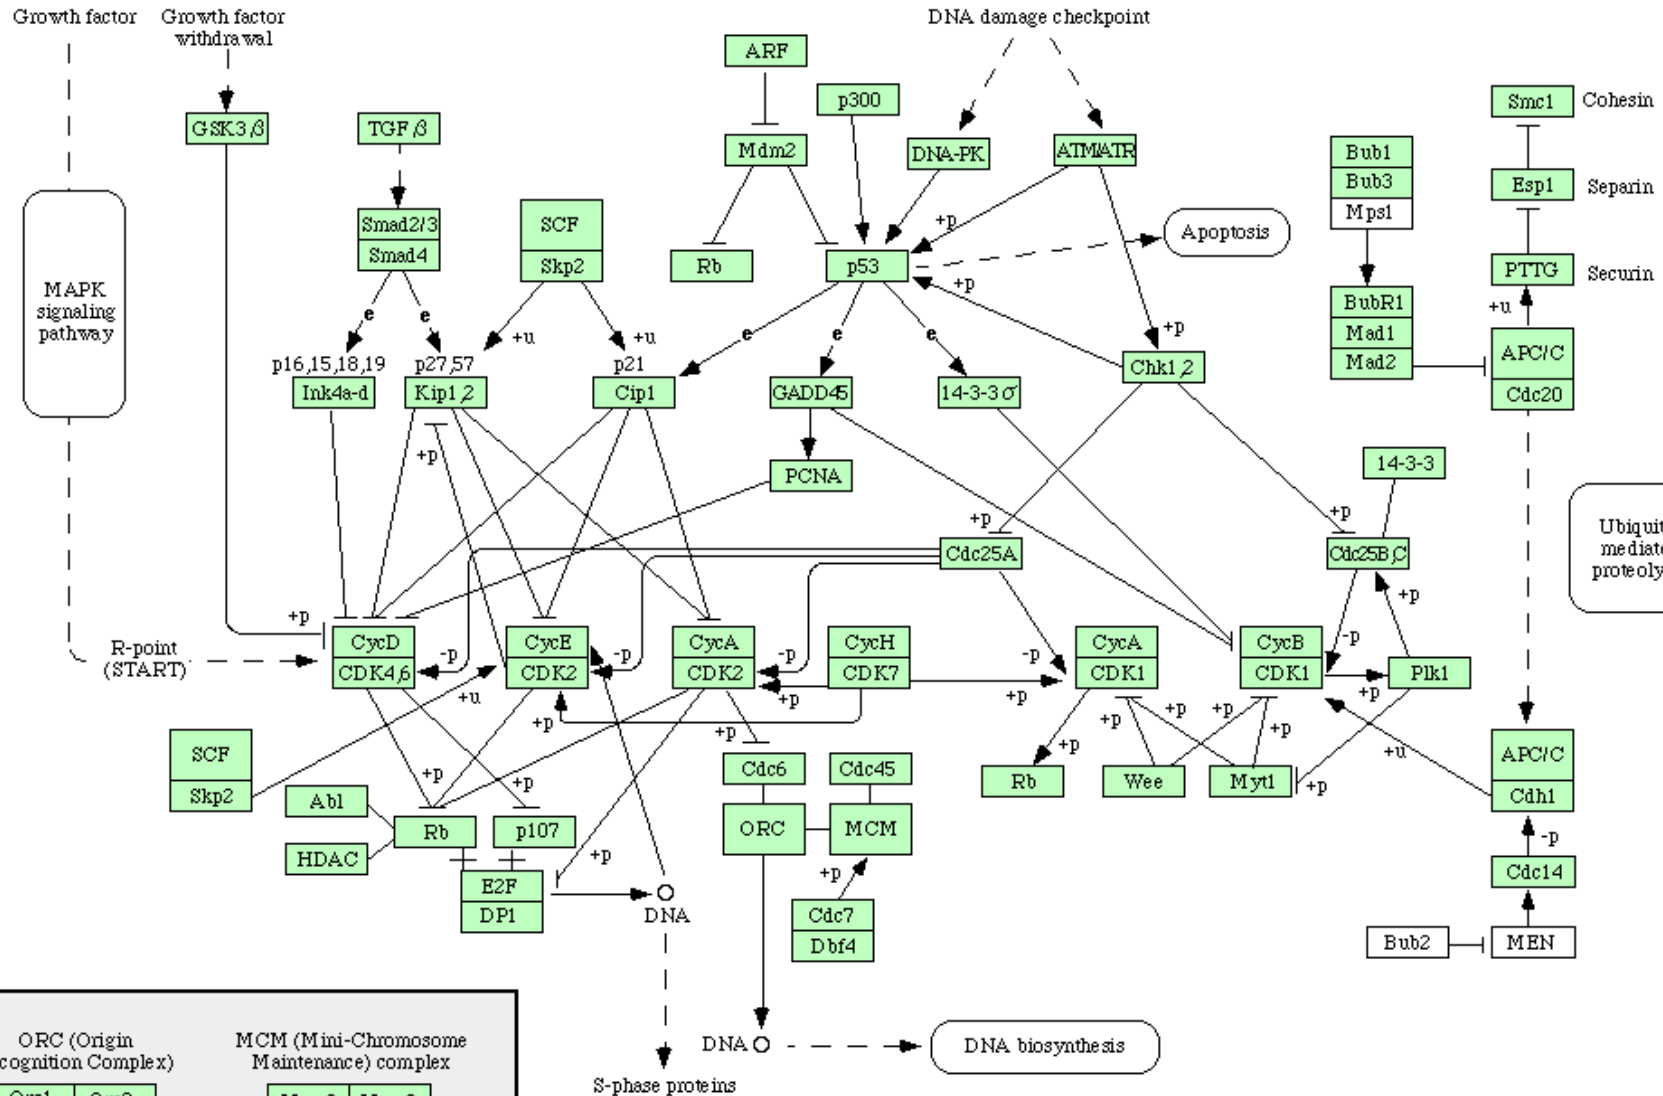 Growth factor
Growth factor
withdrawal
DNA damage checkpoint
ARF
p300
Smc1
Cohesin
GSK3β
TGFβ
Mdm2
DNA-PK
ATM/ATR
Bub1
Bub3
Mps1
Esp1
Separin
Smad2/3
Smad4
SCF
Skp2
Rb
p53
+p
Apoptosis
MAPK
signaling
pathway
PTTG
Securin
+p
BubR1
Mad1
Mad2
+u
APC/C
Cdc20
e
e
+u
+u
e
e
e
+p
p16,15,18,19
p27,57
p21
Ink4a-d
Kip1,2
Cip1
GADD45
14-3-3σ
Chk1,2
+p
PCNA
14-3-3
+p
+p
Cdc25A
Cdc25B,C
+p
+p
R-point
(START)
CycD
CDK4,6
-p
CycE
CDK2
-p
CycA
CDK2
-p
CycH
CDK7
-p
CycA
CDK1
CycB
CDK1
-p
Plk1
+u
+p
+p
+p
+p
+p
+p
+p
+p
+p
+p
+u
SCF
Skp2
Cdc6
Cdc45
Rb
Wee
Myt1
+p
APC/C
Cdh1
+p
+p
Abl
HDAC
Rb
p107
ORC
MCM
-p
+p
+p
Cdc14
E2F
DP1
DNA
Cdc7
Dbf4
Bub2
MEN
ORC (Origin
cognition Complex)
MCM (Mini-Chromosome
Maintenance) complex
DNA
DNA biosynthesis
S-phase proteins